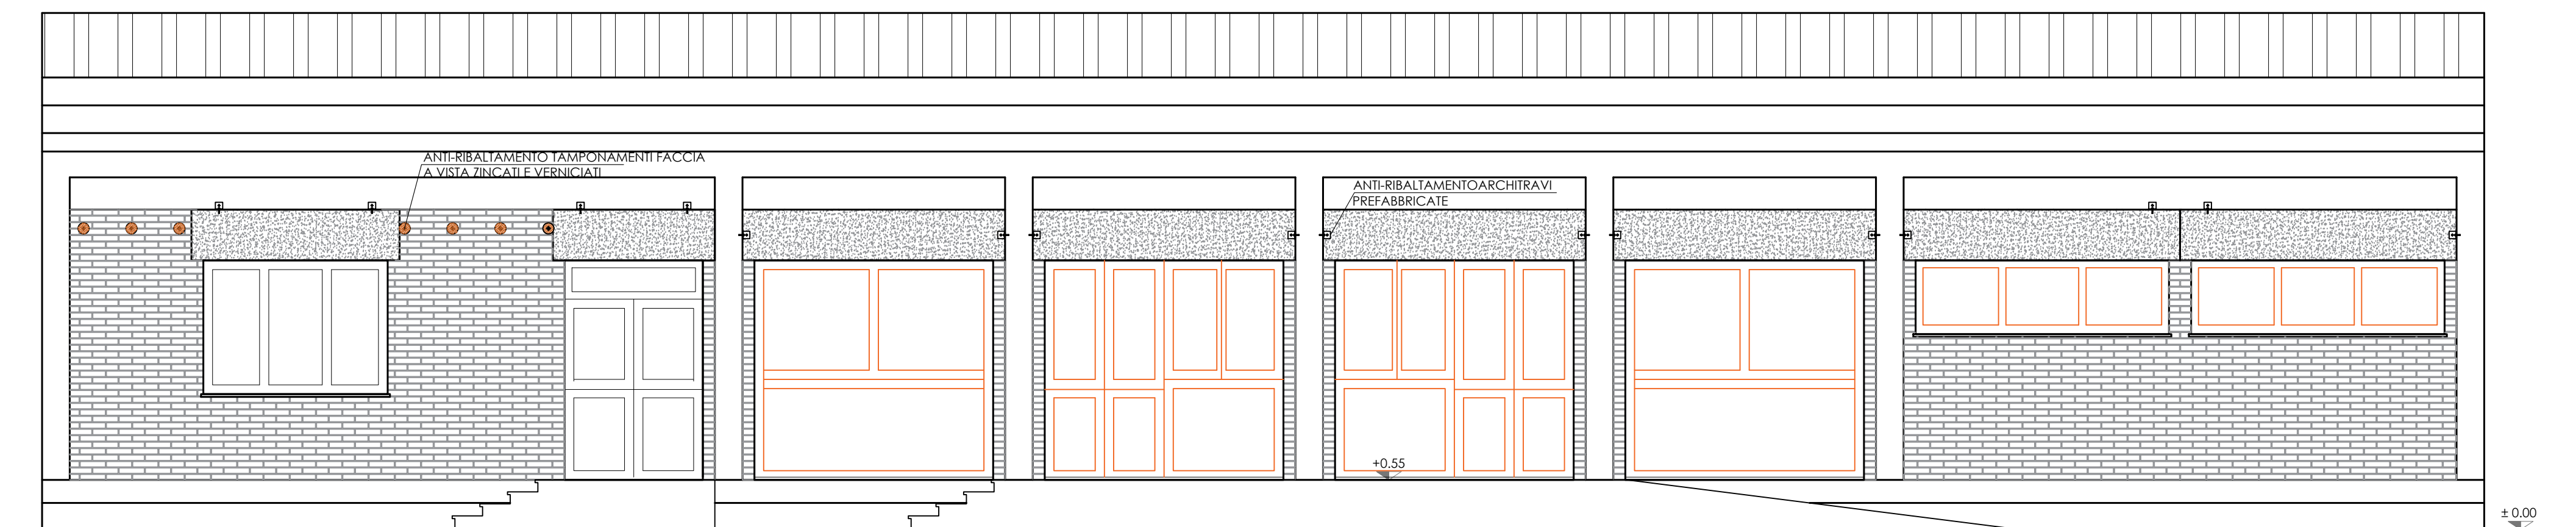 ANTI-RIBALTAMENTO TAMPONAMENTI FACCIA
A VISTA ZINCATI E VERNICIATI
ANTI-RIBALTAMENTOARCHITRAVI
PREFABBRICATE
+0.55
± 0.00